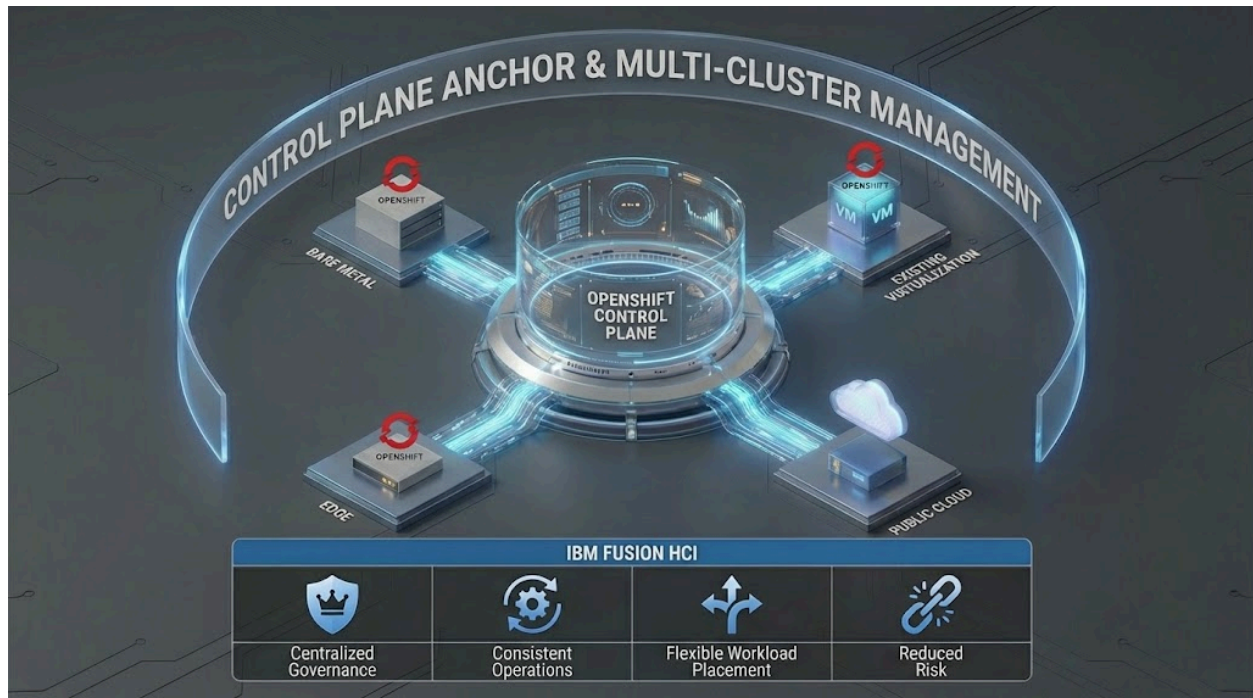 CONTROL PLANE ANCHOR & MULTI-CLUSTER MANAGEMENT
OPENSHIFT
BARE METAL
OPENSHIFT
VM VM
EXISTING
VIRTUALIZATION
OPENSHIFT
CONTROL
PLANE
OPENSHIFT
EDGE
PUBLIC CLOUD
IBM FUSION HCI
Centralized
Governance
Consistent
Operations
Flexible Workload
Placement
Reduced
Risk